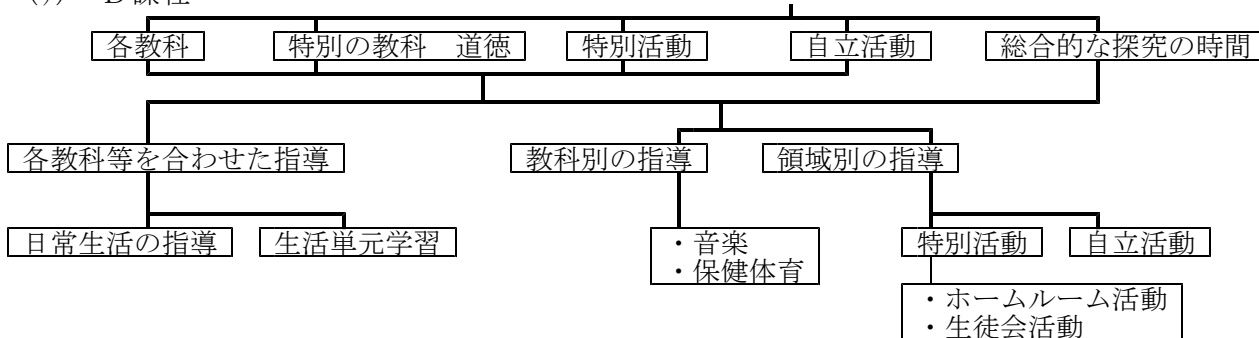 D課程
各教科 特別の教科　道徳 特別活動 自立活動 総合的な探究の時間
各教科等を合わせた指導 教科別の指導 領域別の指導
日常生活の指導 生活単元学習 ・音楽 特別活動 自立活動
・保健体育
・ホームルーム活動
・生徒会活動